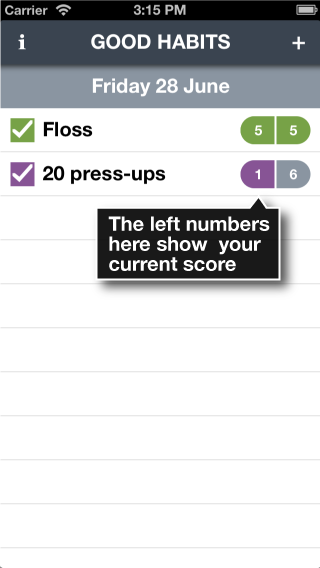 Carrier 3:15 PM
i GOOD HABITS +
Friday 28 June
Floss 5 5
20 press-ups 1 6
The left numbers
here show your
current score